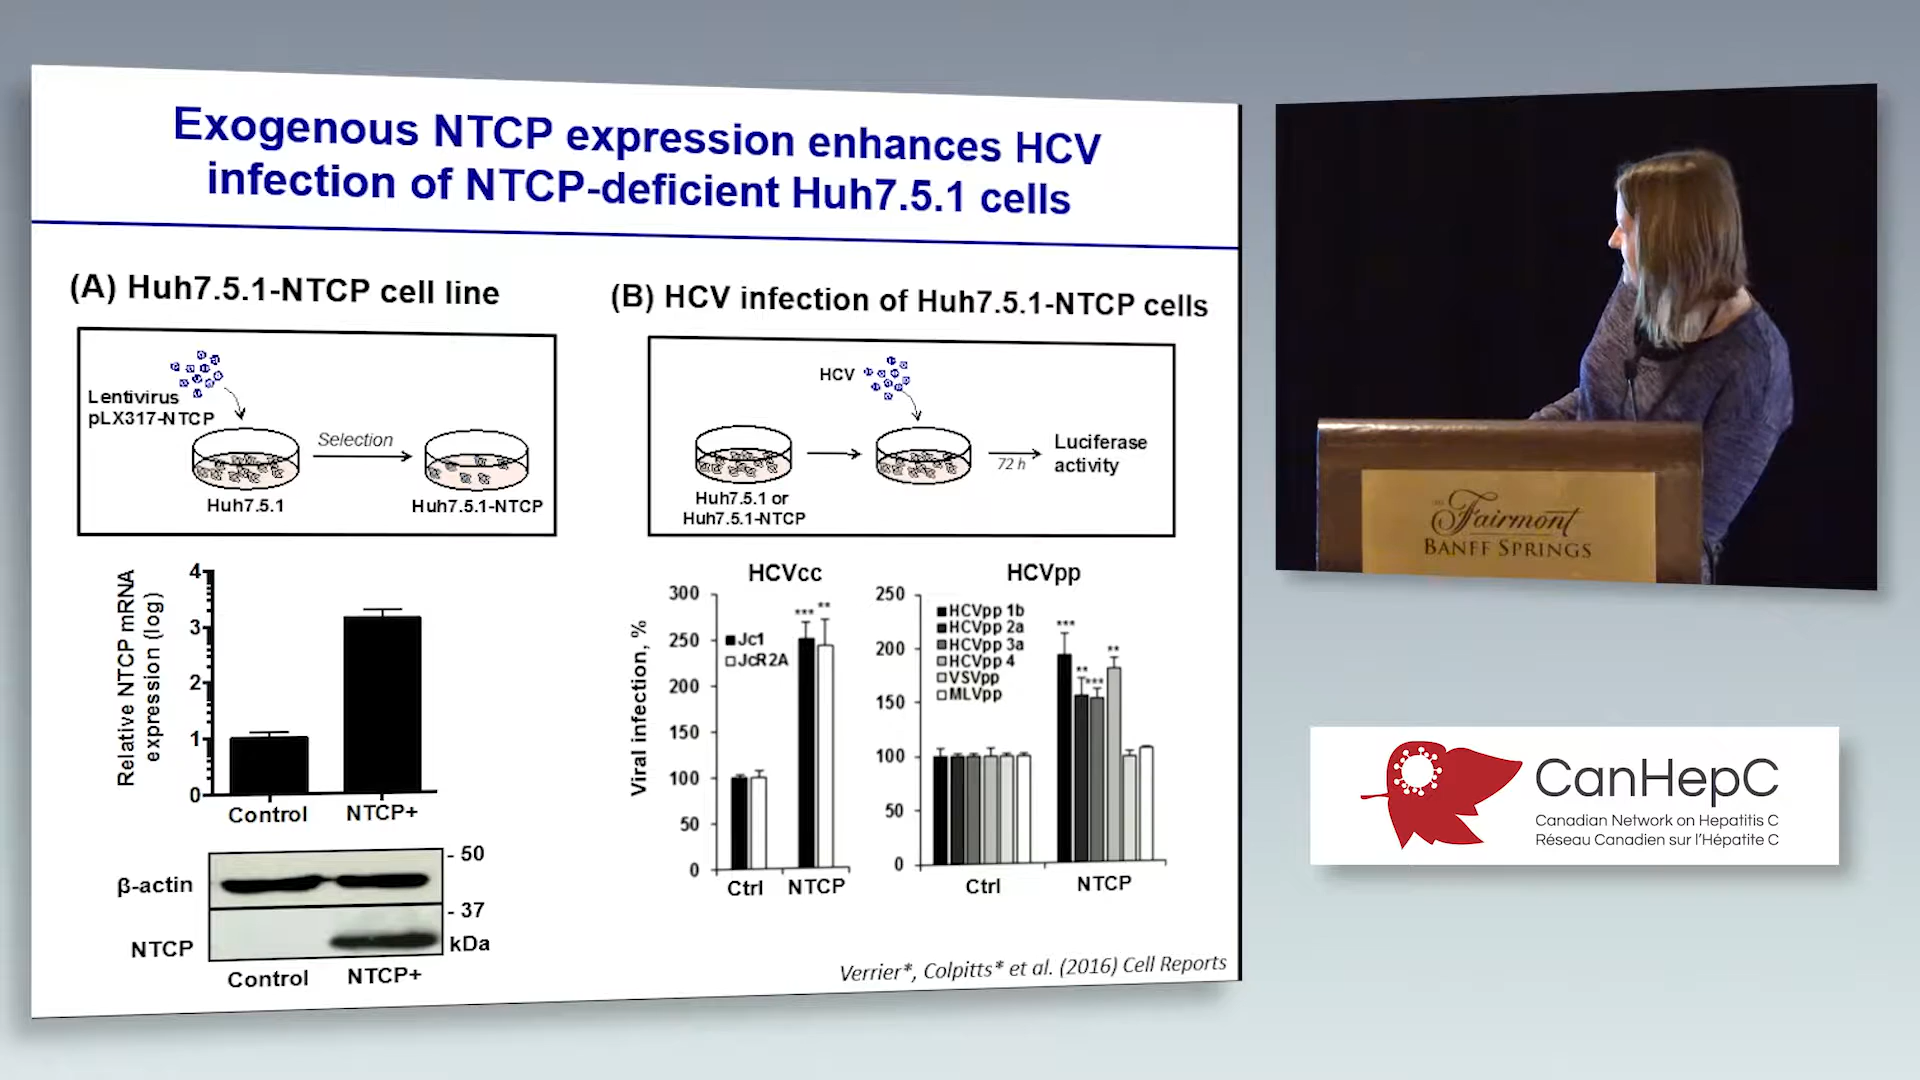 Exogenous NTCP expression enhances HCV
infection of NTCP-deficient Huh7.5.1 cells
(A) Huh7.5.1-NTCP cell line
Lentivirus
pLX317-NTCP
Selection
Huh7.5.1
Huh7.5.1-NTCP
Relative NTCP mRNA
expression (log)
4
3
2
1
0
Control
NTCP+
β-actin
NTCP
- 50
- 37
kDa
Control
NTCP+
(B) HCV infection of Huh7.5.1-NTCP cells
HCV
Huh7.5.1 or
Huh7.5.1-NTCP
72 h
Luciferase
activity
HCVcc
Viral infection, %
300
250
200
150
100
50
0
Jc1
JcR2A
***
**
Ctrl
NTCP
HCVpp
250
200
150
100
50
0
HCVpp 1b
HCVpp 2a
HCVpp 3a
HCVpp 4
VSVpp
MLVpp
***
**
***
**
Ctrl
NTCP
Verrier*, Colpitts* et al. (2016) Cell Reports
Fairmont
BANFF SPRINGS
CanHepC
Canadian Network on Hepatitis C
Réseau Canadien sur l'Hépatite C